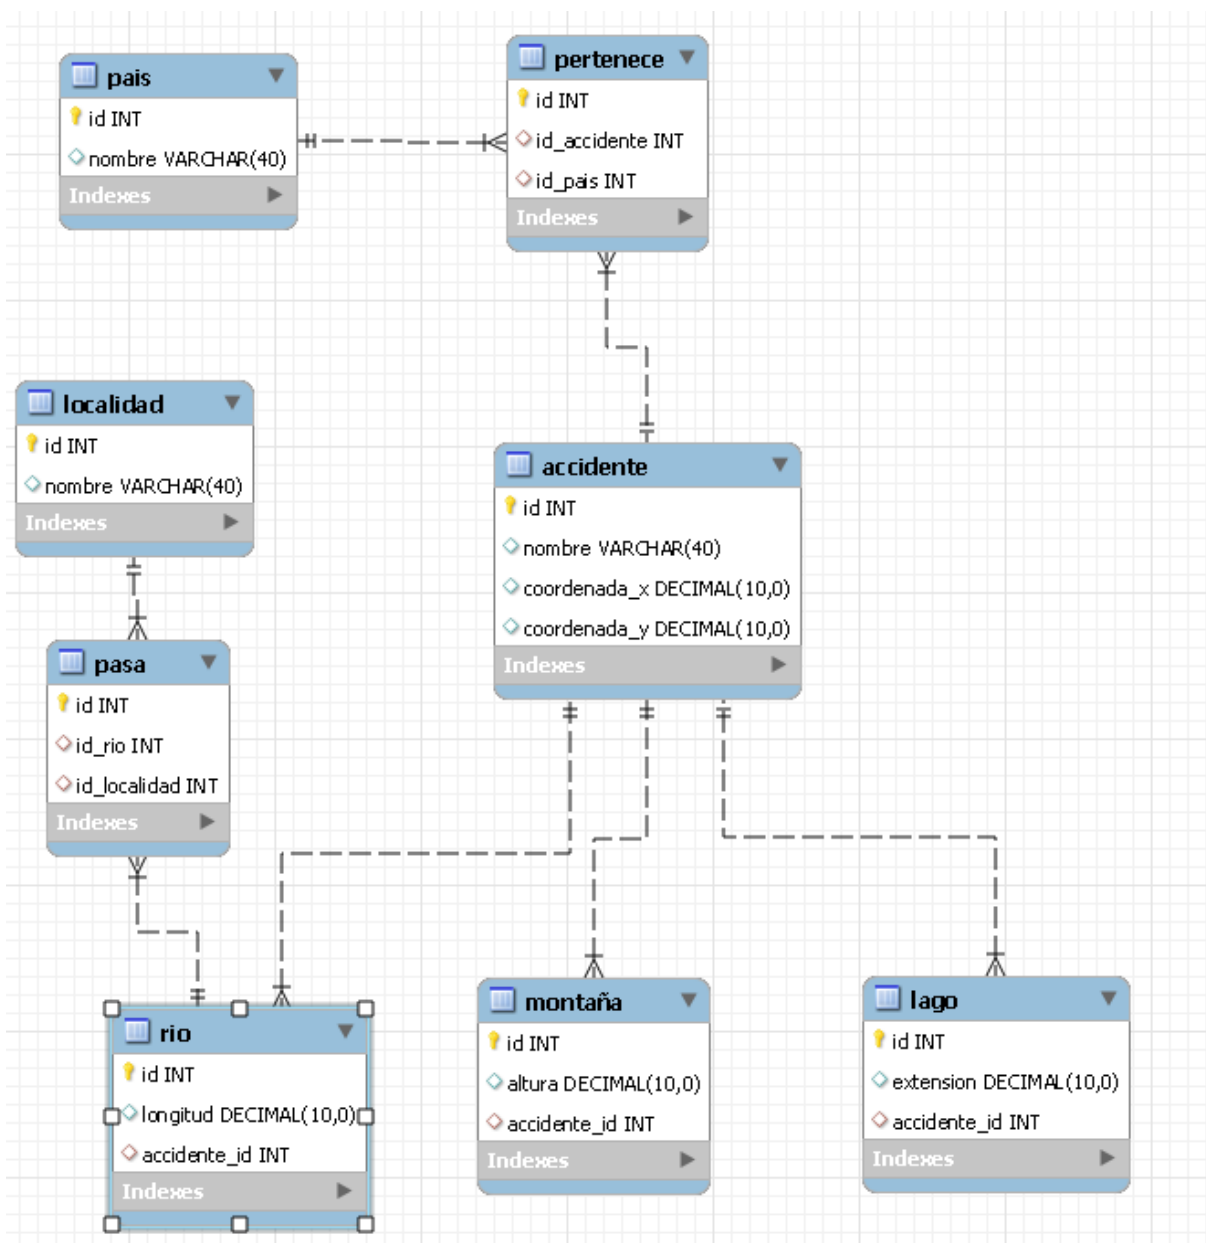 pais
id INT
nombre VARCHAR(40)
Indexes
pertenece
id INT
id_accidente INT
id_pais INT
Indexes
localidad
id INT
nombre VARCHAR(40)
Indexes
accidente
id INT
nombre VARCHAR(40)
coordenada_x DECIMAL(10,0)
coordenada_y DECIMAL(10,0)
Indexes
pasa
id INT
id_rio INT
id_localidad INT
Indexes
rio
id INT
longitud DECIMAL(10,0)
accidente_id INT
Indexes
montaña
id INT
altura DECIMAL(10,0)
accidente_id INT
Indexes
lago
id INT
extension DECIMAL(10,0)
accidente_id INT
Indexes